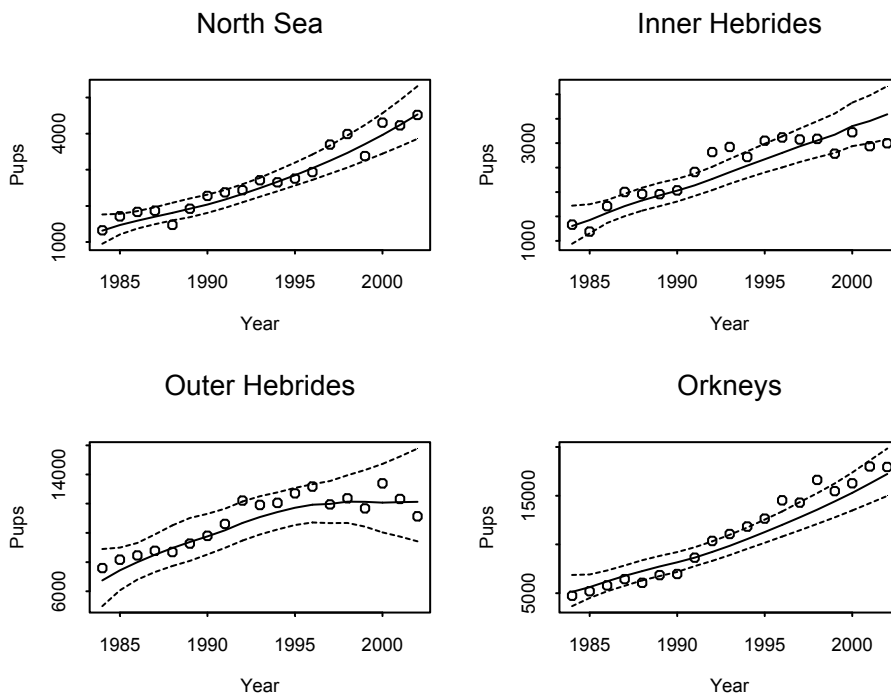 North Sea
Pups
1000
4000
1985
1990
1995
2000
Year
Inner Hebrides
Pups
1000
3000
1985
1990
1995
2000
Year
Outer Hebrides
Pups
6000
14000
1985
1990
1995
2000
Year
Orkneys
Pups
5000
15000
1985
1990
1995
2000
Year